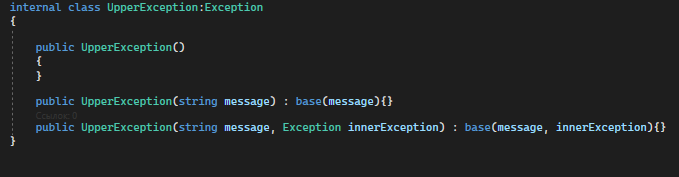 internal class UpperException:Exception
{
public UpperException()
{
}
public UpperException(string message) : base(message){}
Ссылок: 0
public UpperException(string message, Exception innerException) : base(message, innerException){}
}